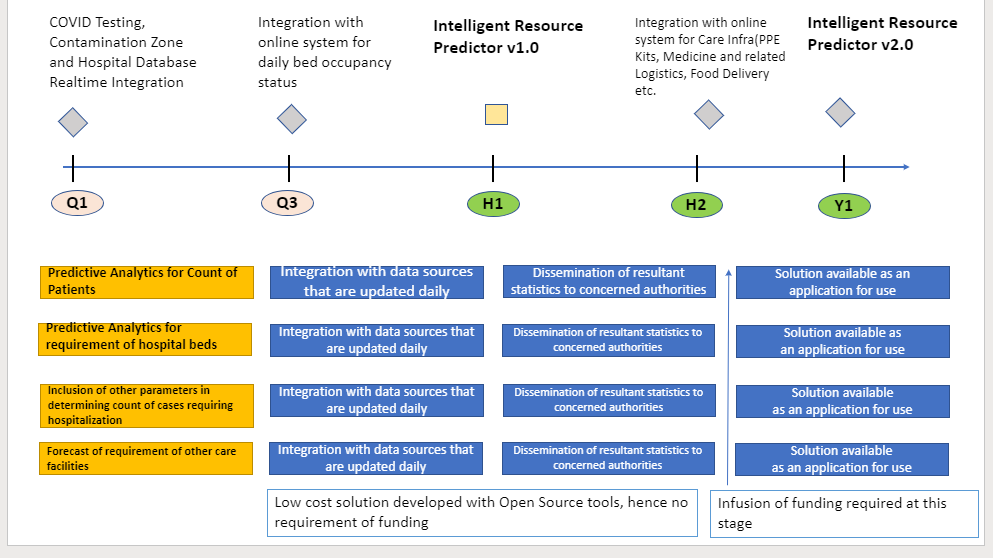 COVID Testing,
Contamination Zone
and Hospital Database
Realtime Integration
Integration with
online system for
daily bed occupancy
status
Intelligent Resource
Predictor v1.0
Integration with online
system for Care Infra(PPE
Kits, Medicine and related
Logistics, Food Delivery
etc.
Intelligent Resource
Predictor v2.0
Q1
Q3
H1
H2
Y1
Predictive Analytics for Count of
Patients
Integration with data sources
that are updated daily
Dissemination of resultant
statistics to concerned authorities
Solution available as an
application for use
Predictive Analytics for
requirement of hospital beds
Integration with data sources that
are updated daily
Dissemination of resultant statistics to
concerned authorities
Solution available as
an application for use
Inclusion of other parameters in
determining count of cases requiring
hospitalization
Integration with data sources that
are updated daily
Dissemination of resultant statistics to
concerned authorities
Solution available
as an application for use
Forecast of requirement of other care
facilities
Integration with data sources that
are updated daily
Dissemination of resultant statistics to
concerned authorities
Solution available
as an application for use
Low cost solution developed with Open Source tools, hence no
requirement of funding
Infusion of funding required at this
stage